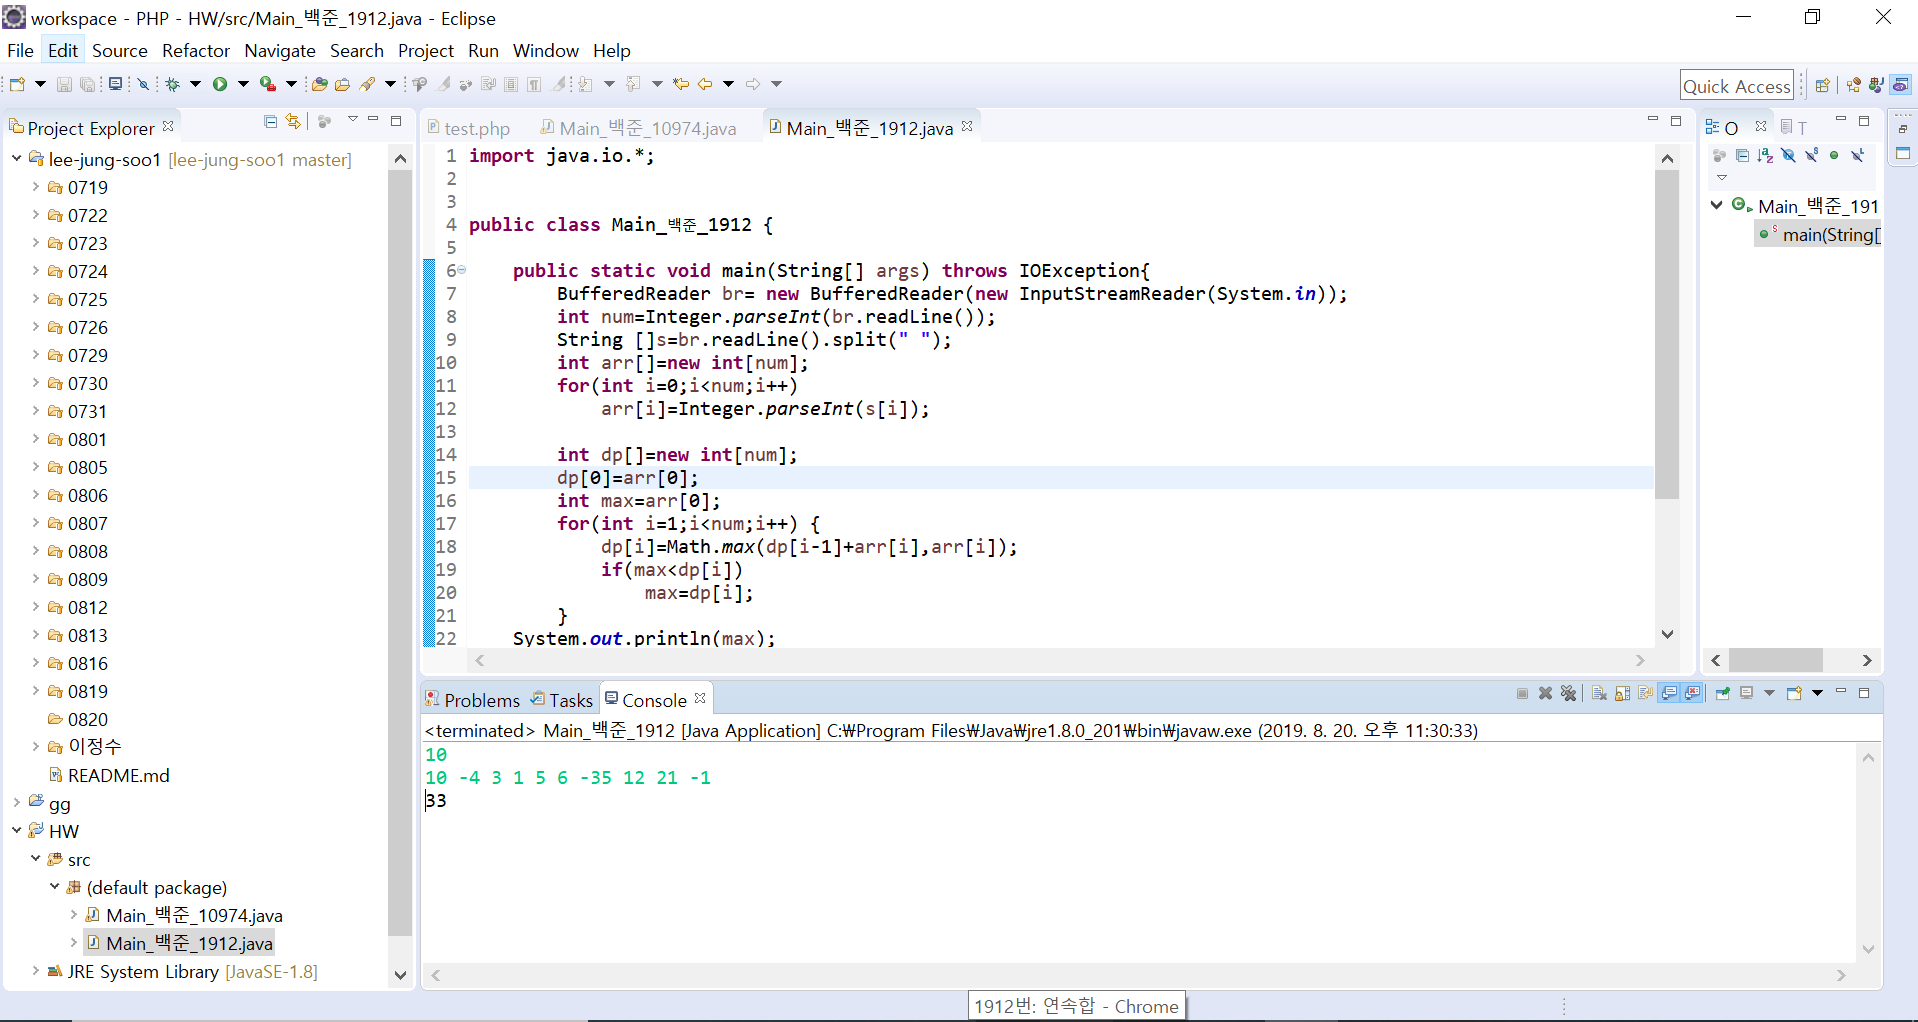 workspace - PHP - HW/src/Main_백준_1912.java - Eclipse
File Edit Source Refactor Navigate Search Project Run Window Help
Quick Access
Project Explorer
lee-jung-soo1 [lee-jung-soo1 master]
0719
0722
0723
0724
0725
0726
0729
0730
0731
0801
0805
0806
0807
0808
0809
0812
0813
0816
0819
0820
이정수
README.md
gg
HW
src
(default package)
Main_백준_10974.java
Main_백준_1912.java
JRE System Library [JavaSE-1.8]
test.php Main_백준_10974.java Main_백준_1912.java
1 import java.io.*;
2
3
4 public class Main_백준_1912 {
5
6 public static void main(String[] args) throws IOException{
7 BufferedReader br= new BufferedReader(new InputStreamReader(System.in));
8 int num=Integer.parseInt(br.readLine());
9 String []s=br.readLine().split(" ");
10 int arr[]=new int[num];
11 for(int i=0;i<num;i++)
12 arr[i]=Integer.parseInt(s[i]);
13
14 int dp[]=new int[num];
15 dp[0]=arr[0];
16 int max=arr[0];
17 for(int i=1;i<num;i++) {
18 dp[i]=Math.max(dp[i-1]+arr[i],arr[i]);
19 if(max<dp[i])
20 max=dp[i];
21 }
22 System.out.println(max);
O T
Main_백준_191
main(String[
Problems Tasks Console
<terminated> Main_백준_1912 [Java Application] C:₩Program Files₩Java₩jre1.8.0_201₩bin₩javaw.exe (2019. 8. 20. 오후 11:30:33)
10
10 -4 3 1 5 6 -35 12 21 -1
33
1912번: 연속합 - Chrome